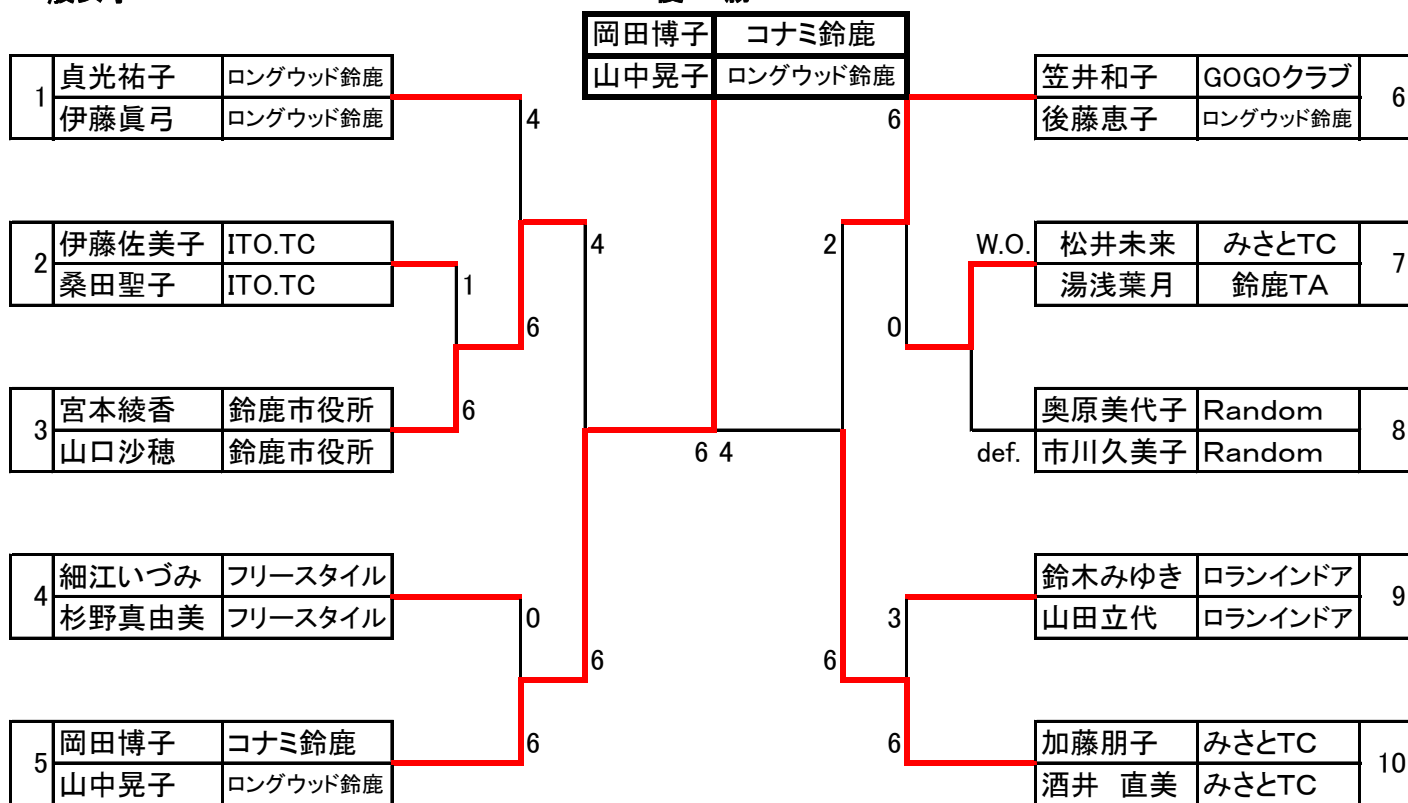 岡田博子 コナミ鈴鹿
山中晃子 ロングウッド鈴鹿
1 貞光祐子 ロングウッド鈴鹿
伊藤眞弓 ロングウッド鈴鹿
4
2 伊藤佐美子 ITO.TC
桑田聖子 ITO.TC
1
4
6
3 宮本綾香 鈴鹿市役所
山口沙穂 鈴鹿市役所
6
4 細江いづみ フリースタイル
杉野真由美 フリースタイル
0
6
5 岡田博子 コナミ鈴鹿
山中晃子 ロングウッド鈴鹿
6
6 4
笠井和子 GOGOクラブ 6
後藤恵子 ロングウッド鈴鹿
6
2
W.O. 松井未来 みさとTC 7
湯浅葉月 鈴鹿TA
0
奥原美代子 Random 8
def. 市川久美子 Random
鈴木みゆき ロランインドア 9
山田立代 ロランインドア
3
6
6
加藤朋子 みさとTC 10
酒井 直美 みさとTC